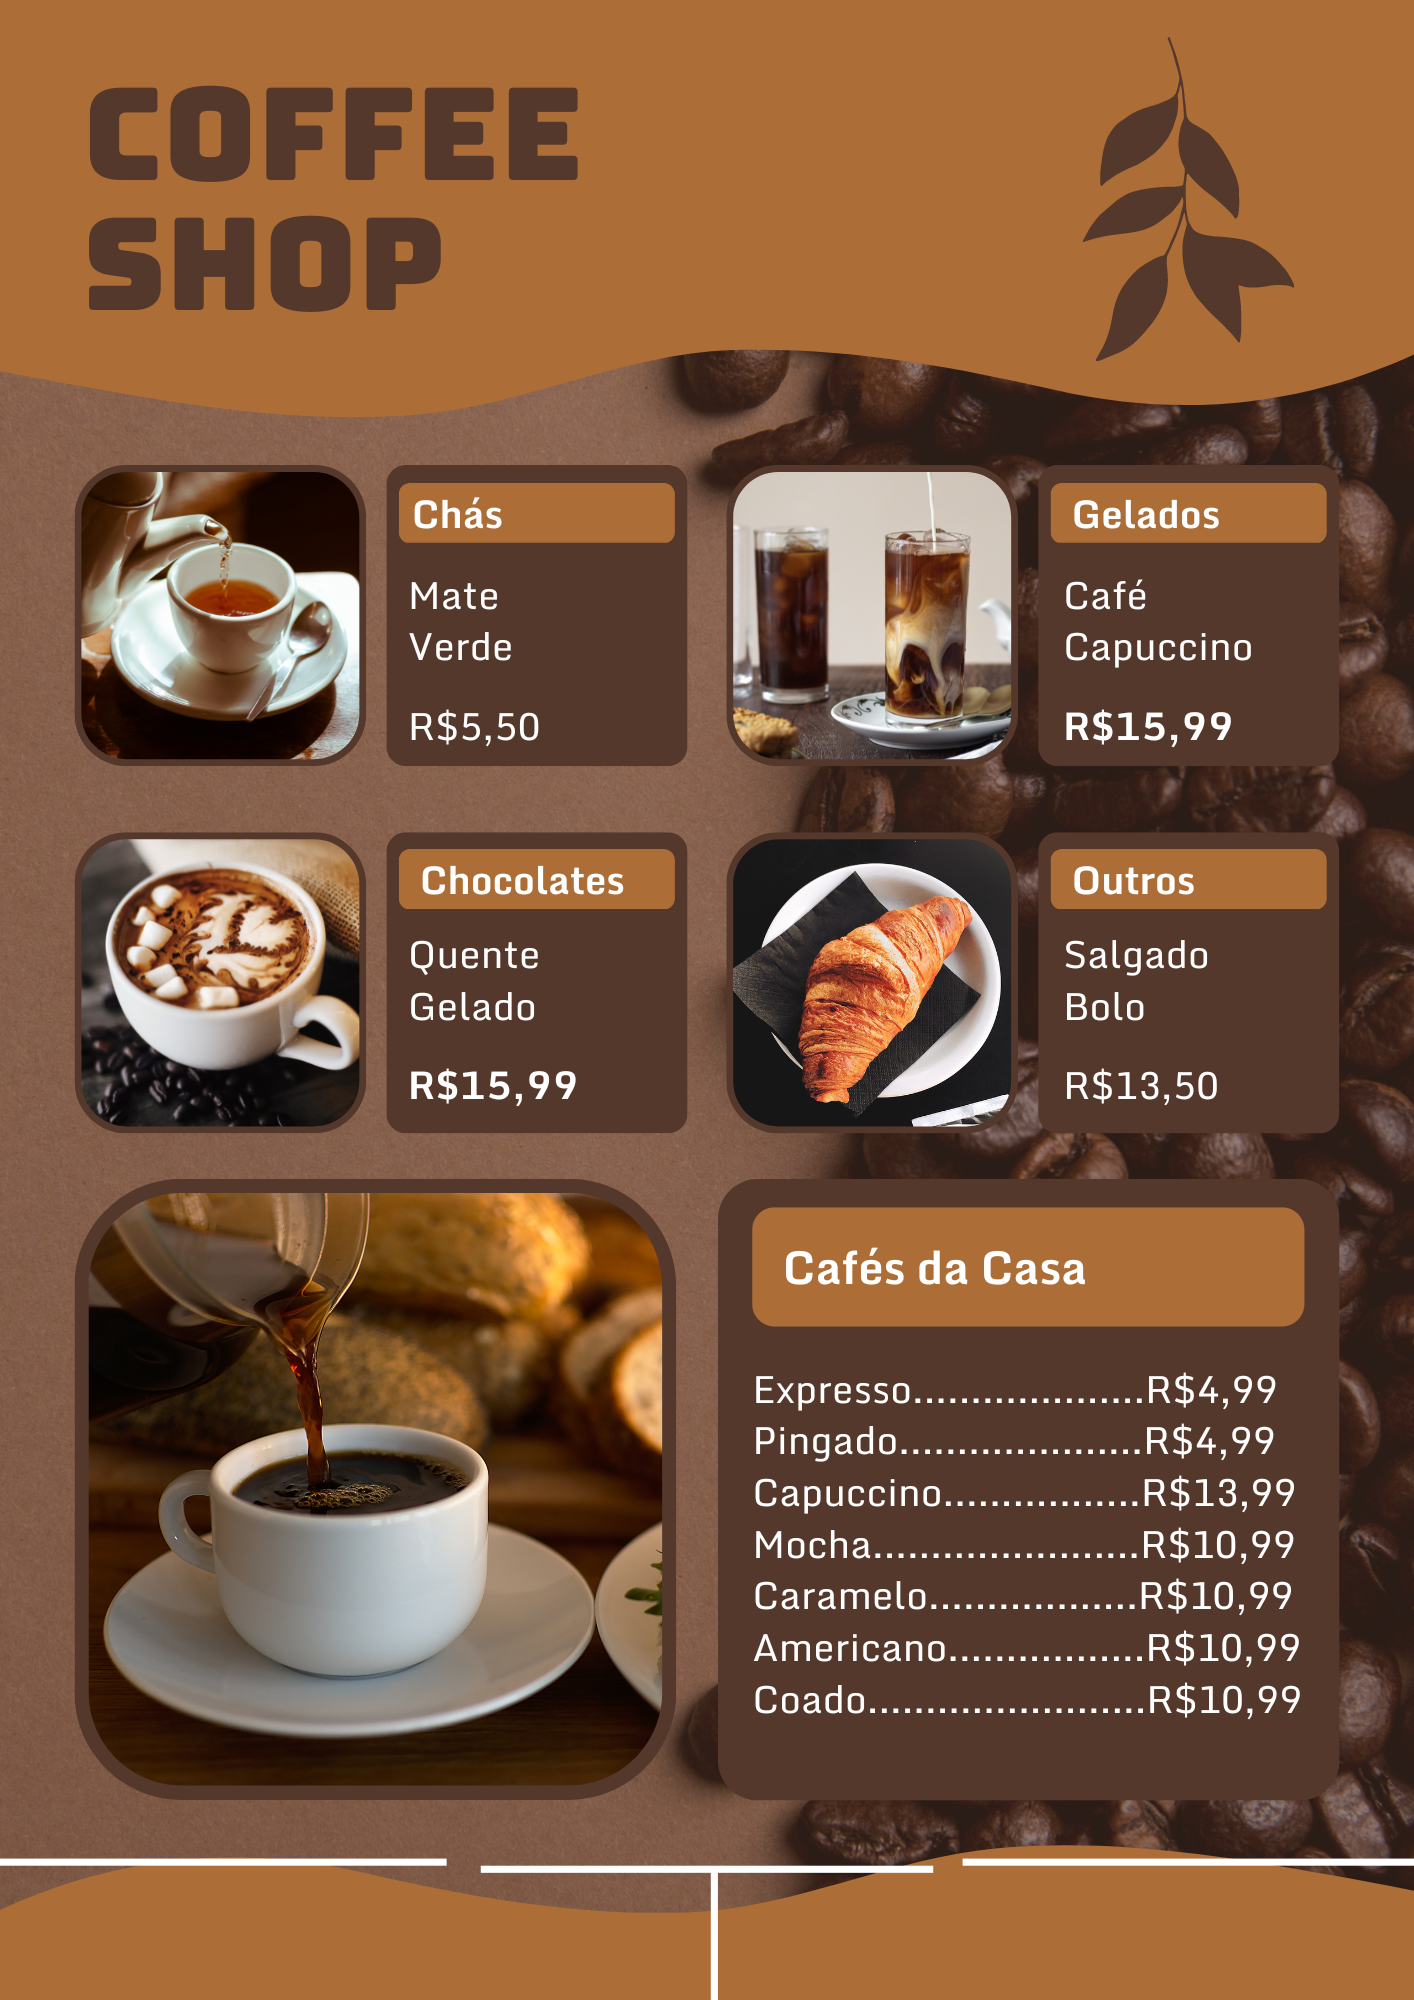 COFFEE
SHOP
Chás
Mate
Verde
R$5,50
Gelados
Café
Capuccino
R$15,99
Chocolates
Quente
Gelado
R$15,99
Outros
Salgado
Bolo
R$13,50
Cafés da Casa
Expresso....................R$4,99
Pingado.....................R$4,99
Capuccino.................R$13,99
Mocha.......................R$10,99
Caramelo..................R$10,99
Americano.................R$10,99
Coado........................R$10,99